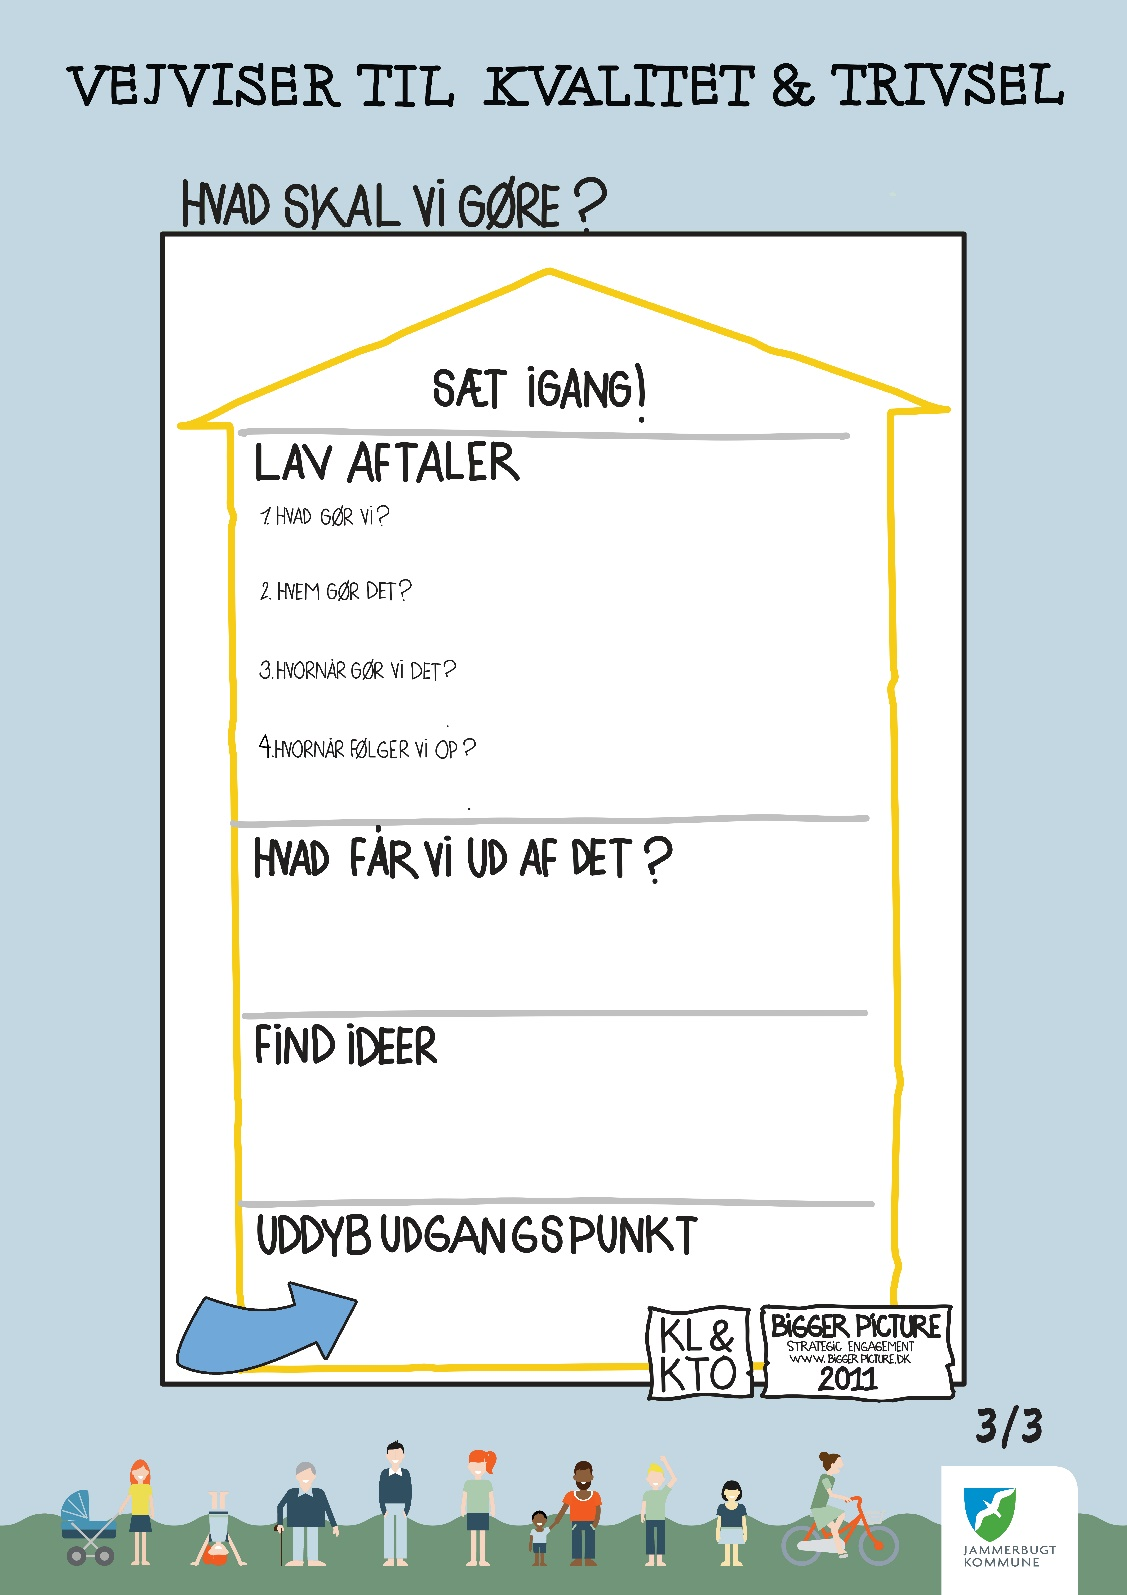 VEJVISER TIL KVALITET & TRIVSEL
HVAD SKAL Vi GØRE?
SÆT iGANG!
LAV AFTALER
1. HVAD GØR Vi?
2. HVEM GØR DET?
3. HVORNÅR GØR Vi DET?
4. HVORNÅR FØLGER Vi OP?
HVAD FÅR Vi UD AF DET?
FiND iDEER
UDDYB UDGANGSPUNKT
KL &
KTO
BiGGER PiCTURE
STRATEGiC ENGAGEMENT
WWW.BiGGERPiCTURE.DK
2011
3/3
JAMMERBUGT
KOMMUNE